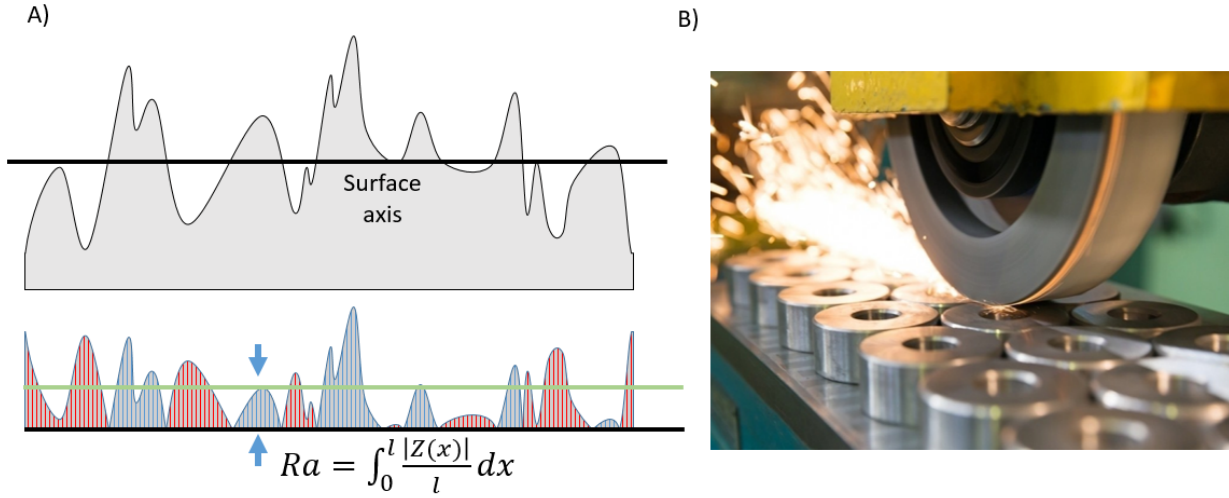 A)
B)
Surface
axis
Ra = ∫₀ˡ |Z(x)|/l dx